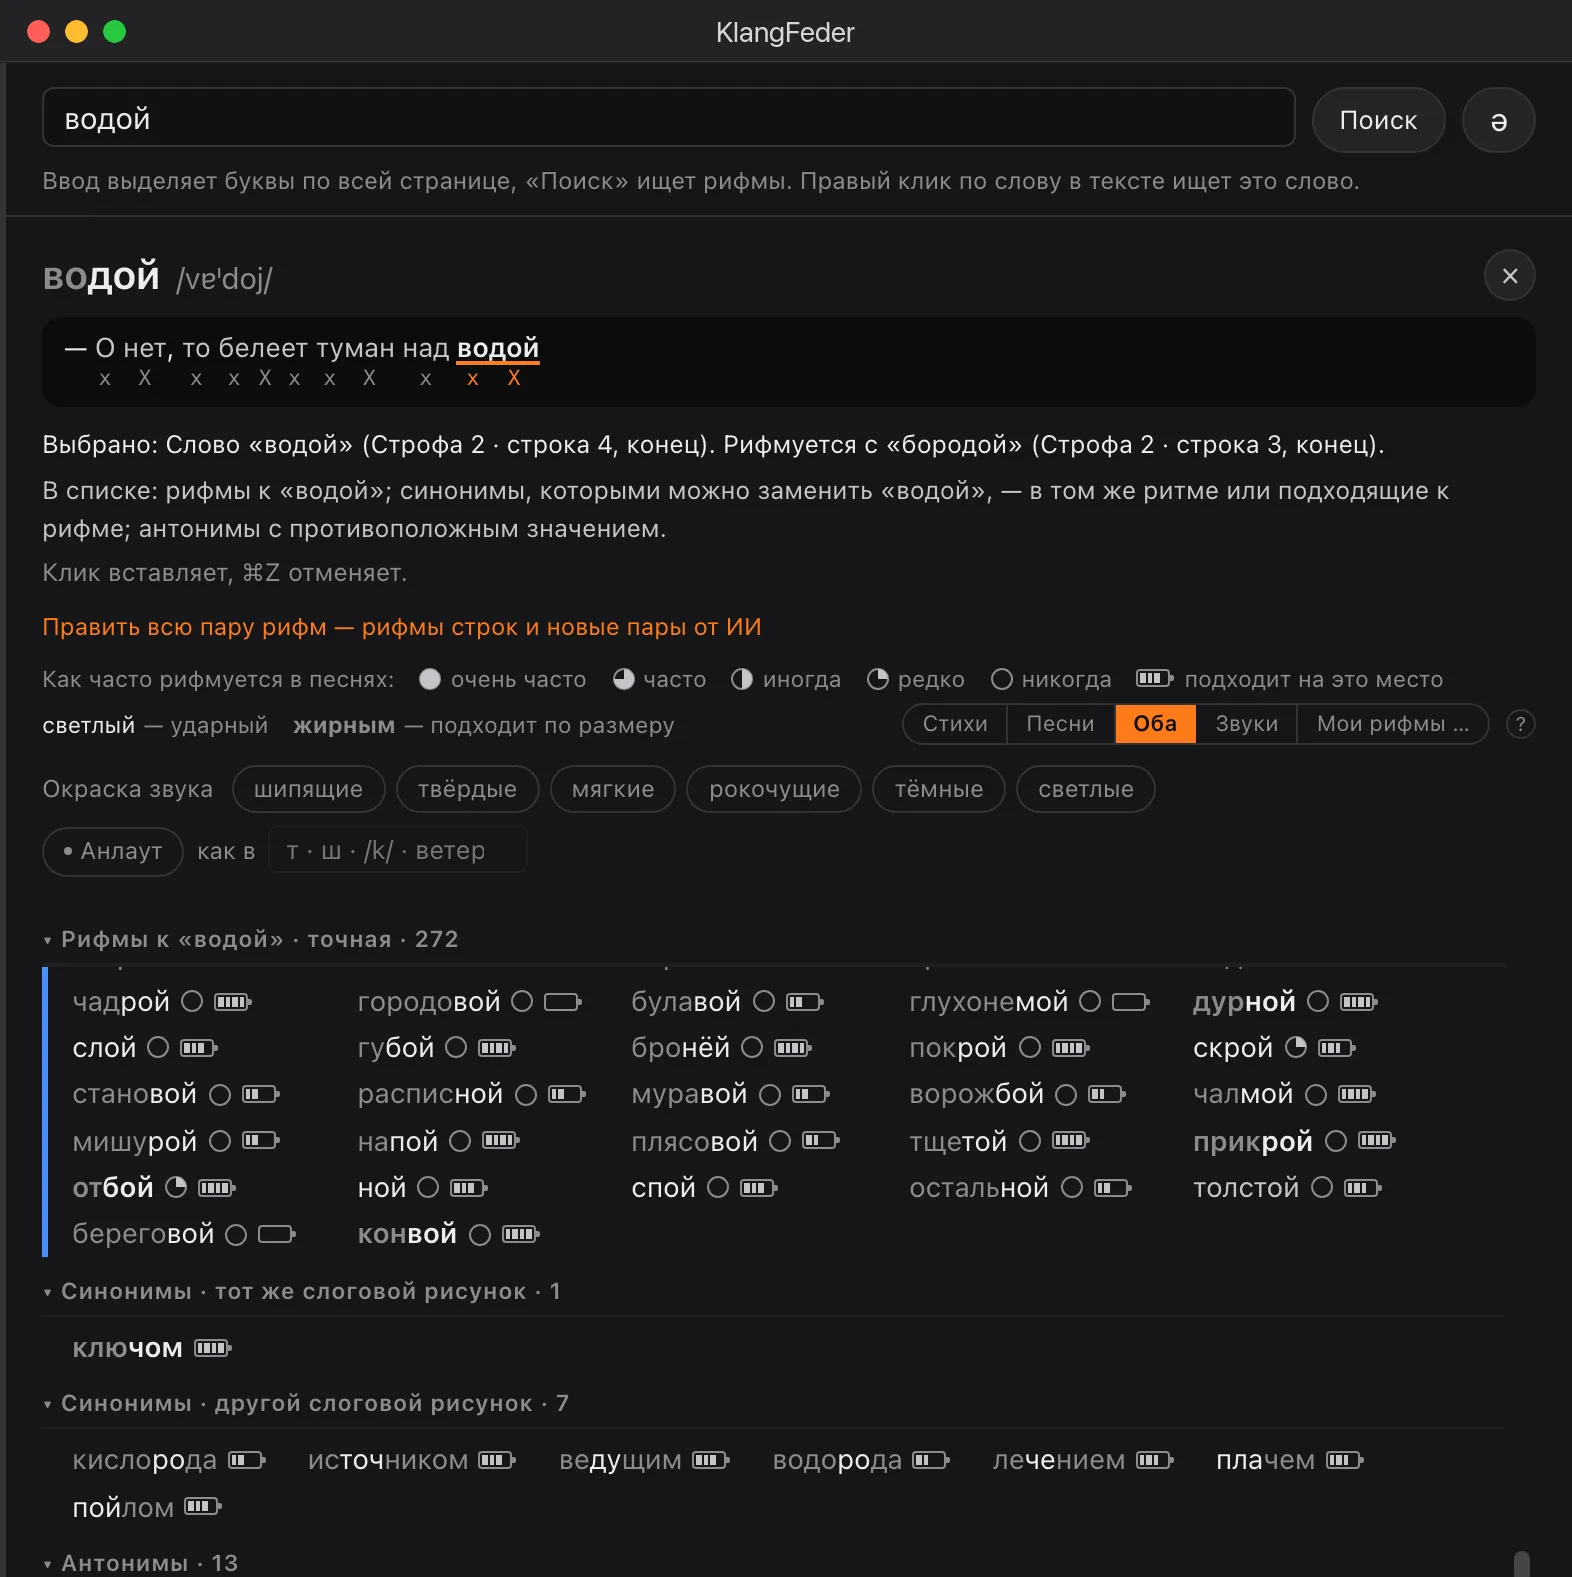 KlangFeder
водой
Поиск
ə
Ввод выделяет буквы по всей странице, «Поиск» ищет рифмы. Правый клик по слову в тексте ищет это слово.
водой /vɐˈdoj/
— О нет, то белеет туман над водой
x X x x X x x X x x X
Выбрано: Слово «водой» (Строфа 2 · строка 4, конец). Рифмуется с «бородой» (Строфа 2 · строка 3, конец).
В списке: рифмы к «водой»; синонимы, которыми можно заменить «водой», — в том же ритме или подходящие к
рифме; антонимы с противоположным значением.
Клик вставляет, ⌘Z отменяет.
Править всю пару рифм — рифмы строк и новые пары от ИИ
Как часто рифмуется в песнях: очень часто часто иногда редко никогда подходит на это место
светлый — ударный жирным — подходит по размеру
Стихи Песни Оба Звуки Мои рифмы ... ?
Окраска звука шипящие твёрдые мягкие рокочущие тёмные светлые
• Анлаут как в т · ш · /k/ · ветер
▾ Рифмы к «водой» · точная · 272
чадрой городовой булавой глухонемой дурной
слой губой бронёй покрой скрой
становой расписной муравой ворожбой чалмой
мишурой напой плясовой тщетой прикрой
отбой ной спой остальной толстой
береговой конвой
▾ Синонимы · тот же слоговой рисунок · 1
ключом
▾ Синонимы · другой слоговой рисунок · 7
кислорода источником ведущим водорода лечением плачем
пойлом
▾ Антонимы · 13